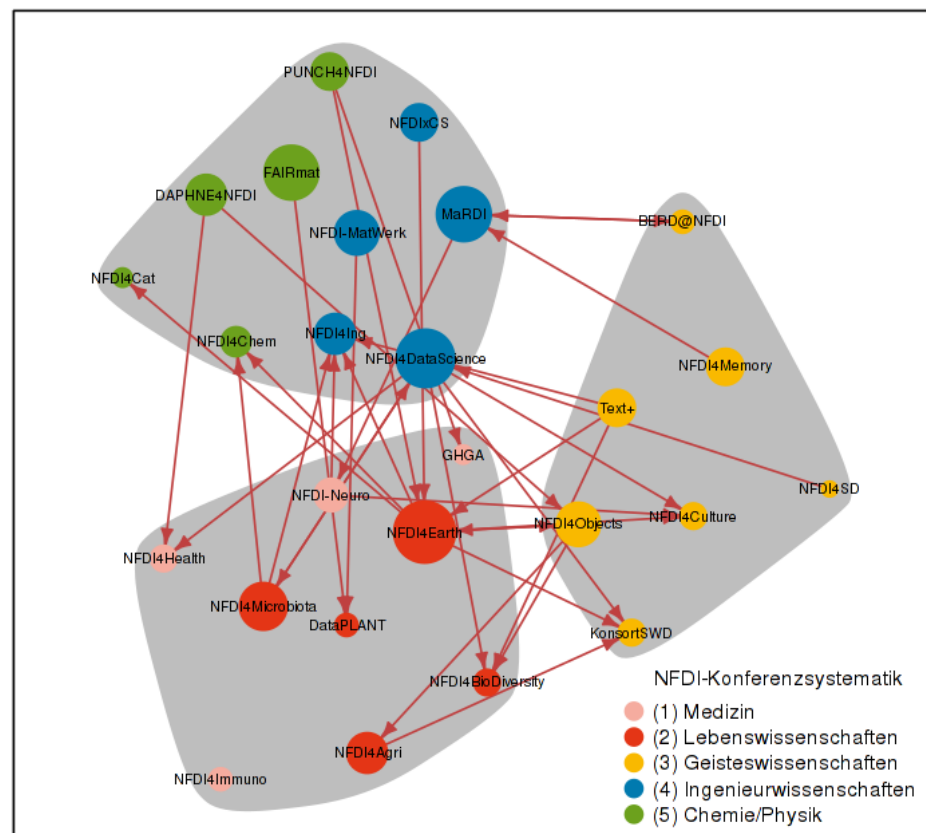 PUNCH4NFDI
NFDIxCS
FAIRmat
DAPHNE4NFDI
MaRDI
BERD@NFDI
NFDI-MatWerk
NFDI4Cat
NFDI4Chem
NFDI4Ing
NFDI4DataScience
NFDI4Memory
Text+
GHGA
NFDI-Neuro
NFDI4SD
NFDI4Earth
NFDI4Objects
NFDI4Culture
NFDI4Health
NFDI4Microbiota
DataPLANT
KonsortSWD
NFDI4BioDiversity
NFDI4Agri
NFDI4Immuno
NFDI-Konferenzsystematik
(1) Medizin
(2) Lebenswissenschaften
(3) Geisteswissenschaften
(4) Ingenieurwissenschaften
(5) Chemie/Physik